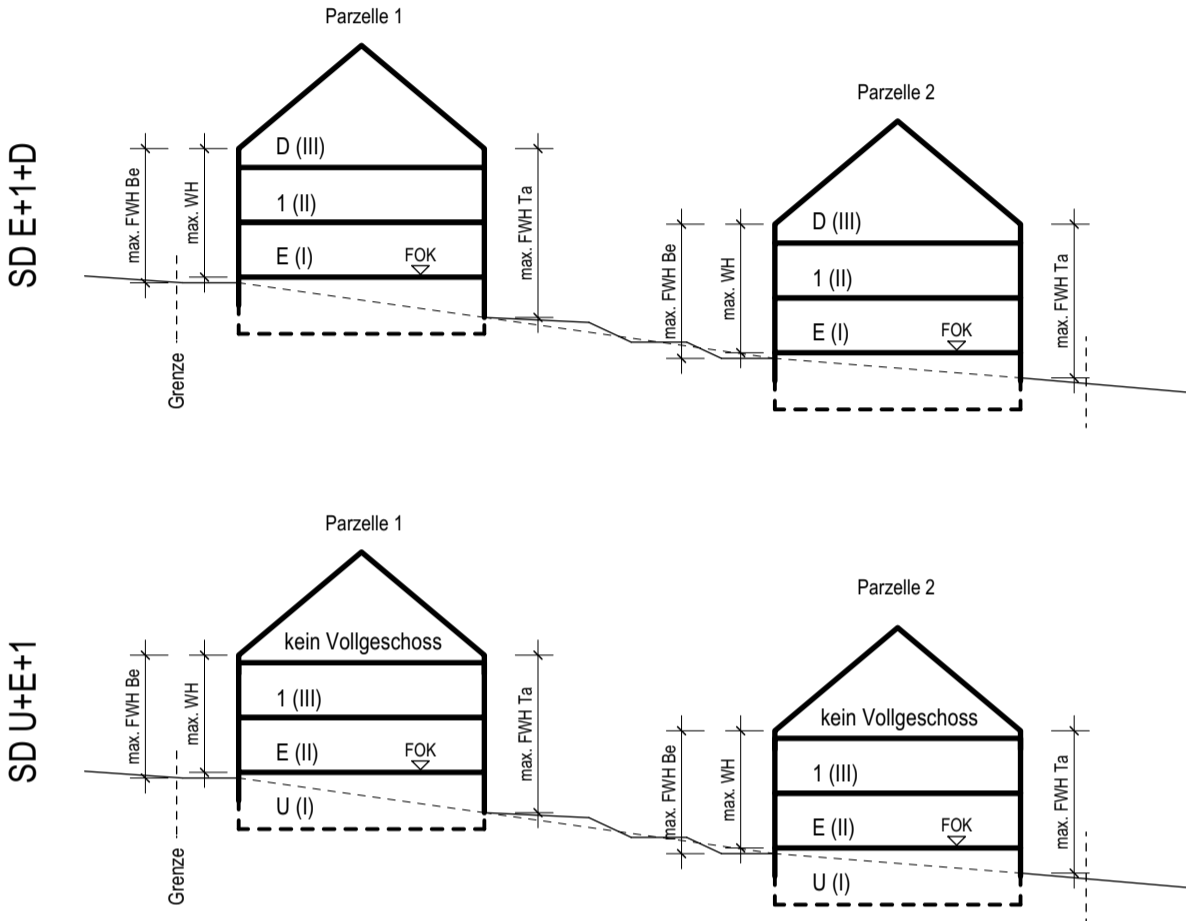 SD E+1+D
Parzelle 1
D (III)
1 (II)
E (I)
FOK
max. FWH Be
max. WH
max. FWH Ta
Grenze
Parzelle 2
D (III)
1 (II)
E (I)
FOK
max. FWH Be
max. WH
max. FWH Ta
SD U+E+1
Parzelle 1
kein Vollgeschoss
1 (III)
E (II)
FOK
U (I)
max. FWH Be
max. WH
max. FWH Ta
Grenze
Parzelle 2
kein Vollgeschoss
1 (III)
E (II)
FOK
U (I)
max. FWH Be
max. WH
max. FWH Ta